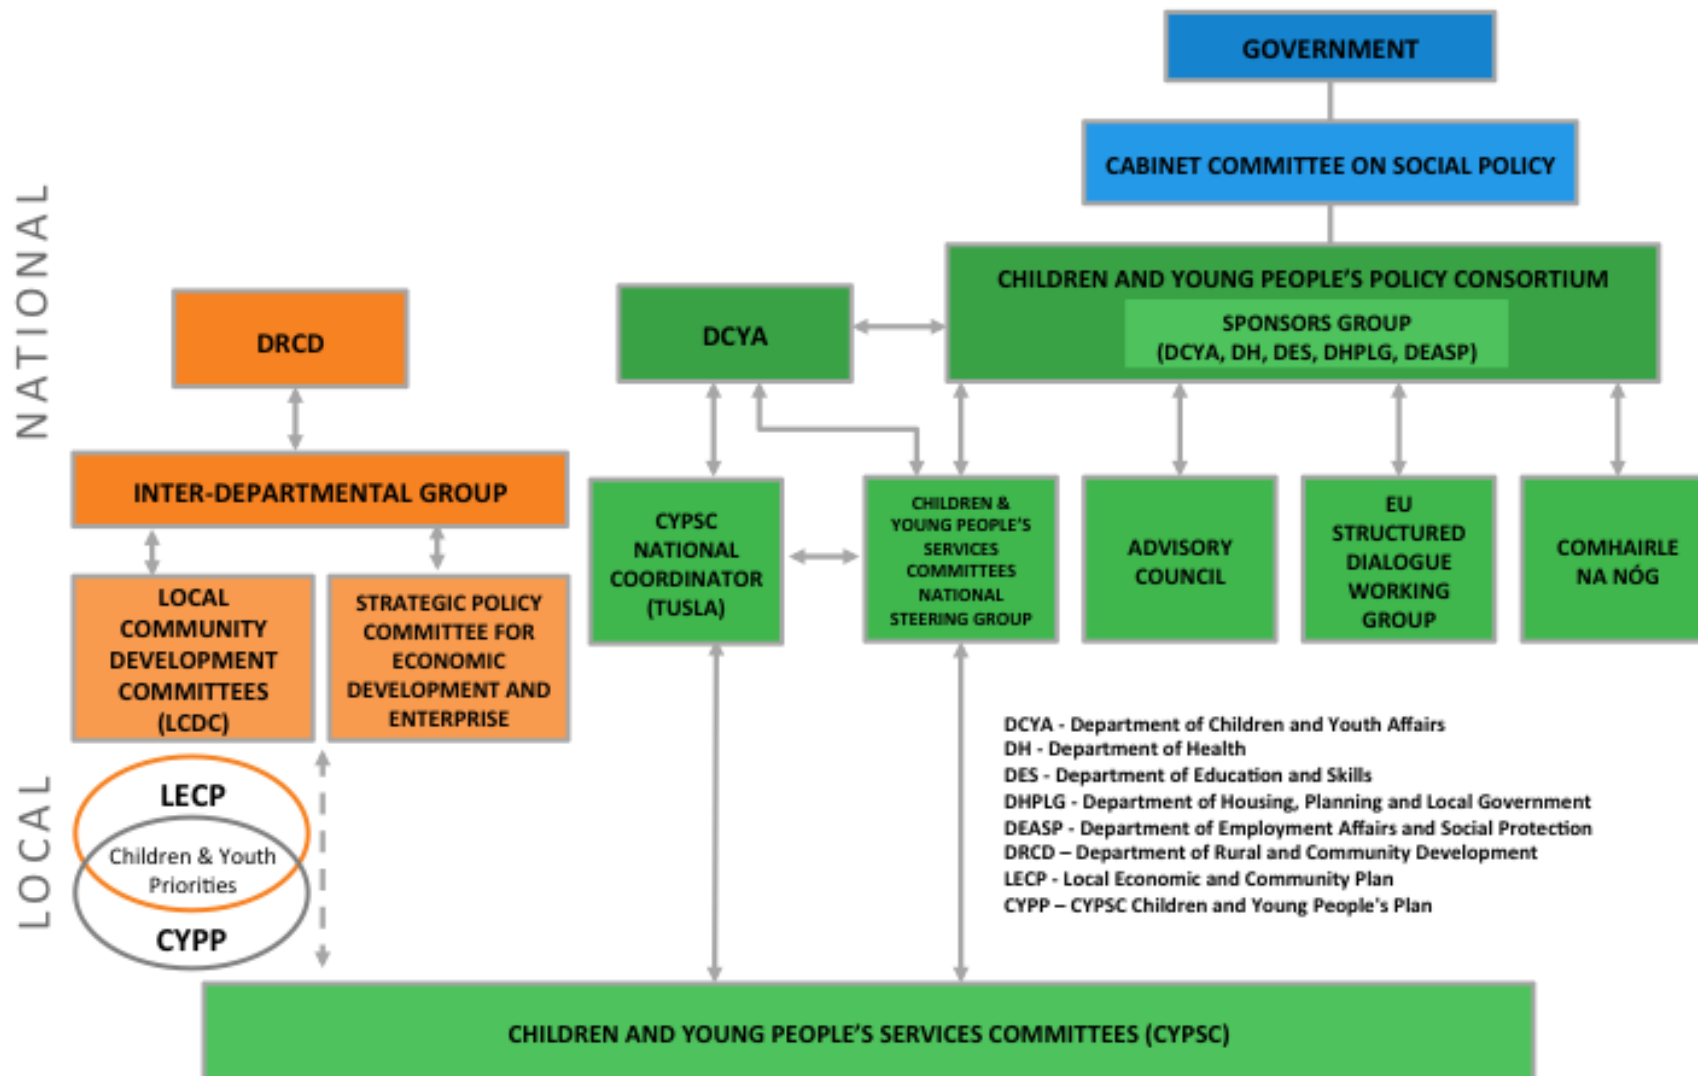 GOVERNMENT
CABINET COMMITTEE ON SOCIAL POLICY
NATIONAL
CHILDREN AND YOUNG PEOPLE'S POLICY CONSORTIUM
SPONSORS GROUP
(DCYA, DH, DES, DHPLG, DEASP)
DRCD
DCYA
INTER-DEPARTMENTAL GROUP
LOCAL
COMMUNITY
DEVELOPMENT
COMMITTEES
(LCDC)
STRATEGIC POLICY
COMMITTEE FOR
ECONOMIC
DEVELOPMENT AND
ENTERPRISE
CYPSC
NATIONAL
COORDINATOR
(TUSLA)
CHILDREN &
YOUNG PEOPLE'S
SERVICES
COMMITTEES
NATIONAL
STEERING GROUP
ADVISORY
COUNCIL
EU
STRUCTURED
DIALOGUE
WORKING
GROUP
COMHAIRLE
NA NÓG
LOCAL
LECP
Children & Youth
Priorities
CYPP
DCYA - Department of Children and Youth Affairs
DH - Department of Health
DES - Department of Education and Skills
DHPLG - Department of Housing, Planning and Local Government
DEASP - Department of Employment Affairs and Social Protection
DRCD – Department of Rural and Community Development
LECP - Local Economic and Community Plan
CYPP – CYPSC Children and Young People's Plan
CHILDREN AND YOUNG PEOPLE'S SERVICES COMMITTEES (CYPSC)